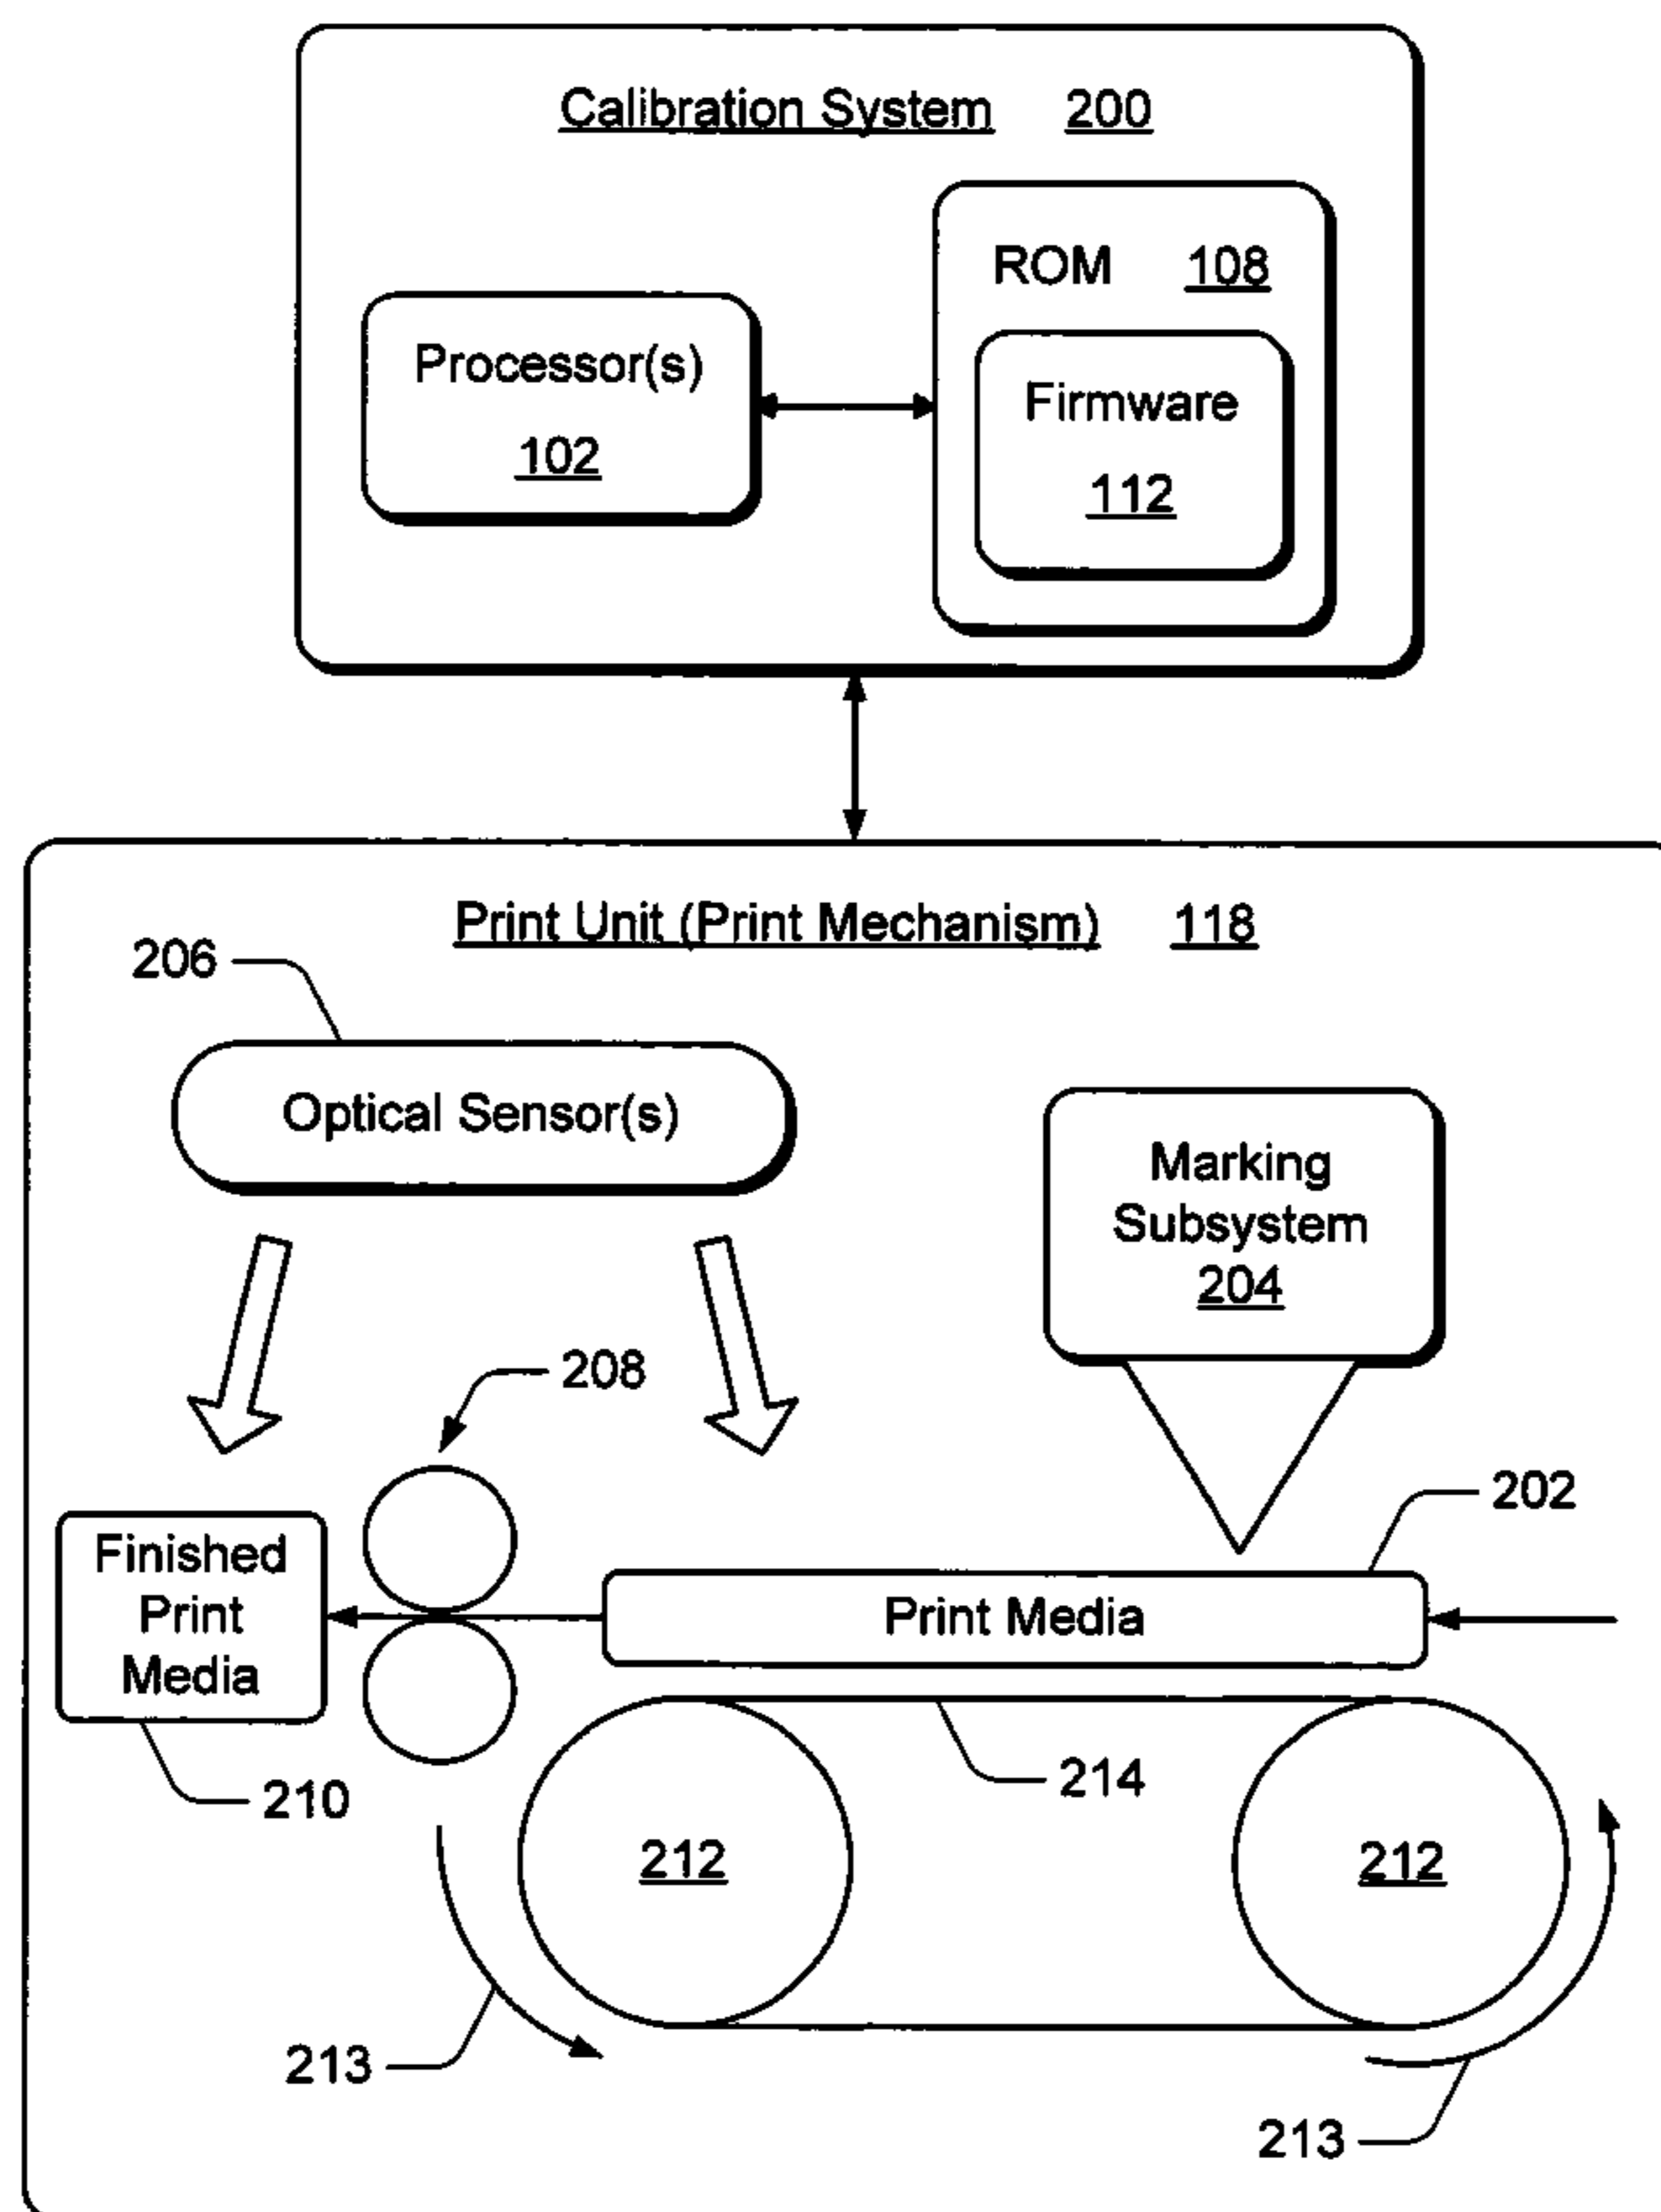 Calibration System 200
ROM 108
Processor(s)
102
Firmware
112
Print Unit (Print Mechanism) 118
206
Optical Sensor(s)
Marking
Subsystem
204
208
202
Finished
Print
Media
Print Media
210
214
212
212
213
213